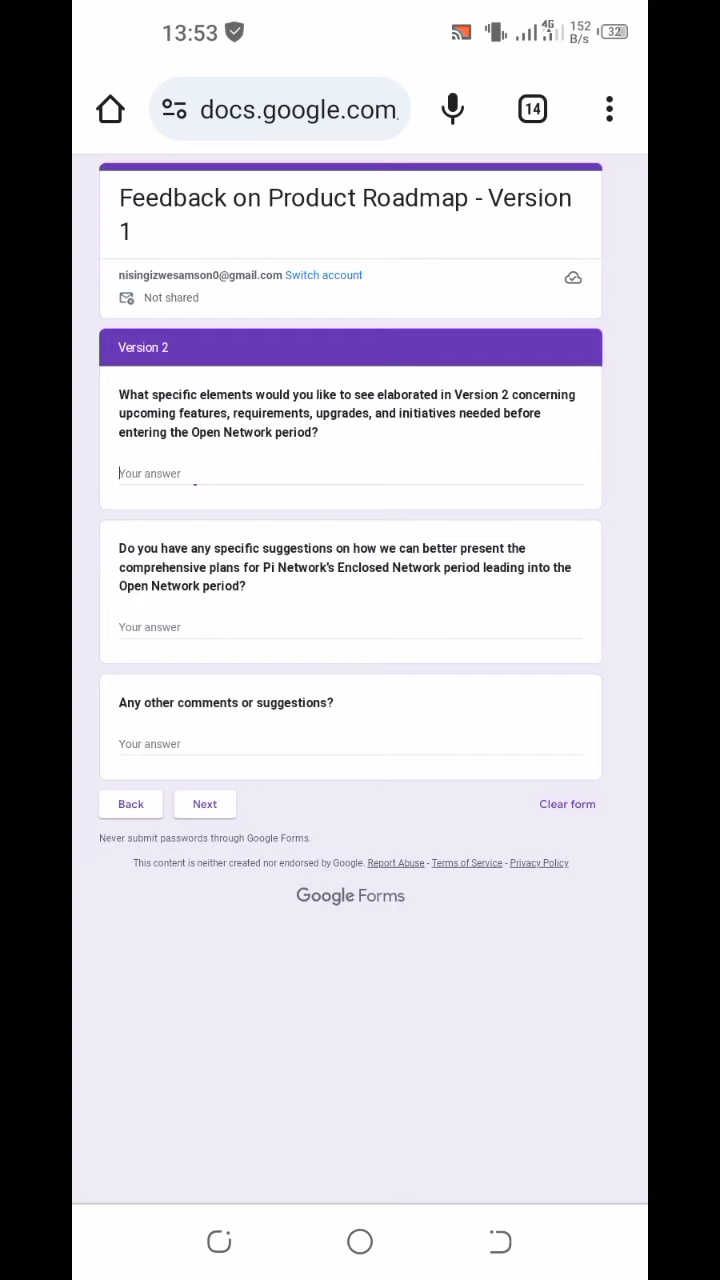 13:53
4G 152 B/s 32
docs.google.com
14
Feedback on Product Roadmap - Version
1
nisingizwesamson0@gmail.com Switch account
Not shared
Version 2
What specific elements would you like to see elaborated in Version 2 concerning
upcoming features, requirements, upgrades, and initiatives needed before
entering the Open Network period?
Your answer
Do you have any specific suggestions on how we can better present the
comprehensive plans for Pi Network's Enclosed Network period leading into the
Open Network period?
Your answer
Any other comments or suggestions?
Your answer
Back Next Clear form
Never submit passwords through Google Forms.
This content is neither created nor endorsed by Google. Report Abuse - Terms of Service - Privacy Policy
Google Forms